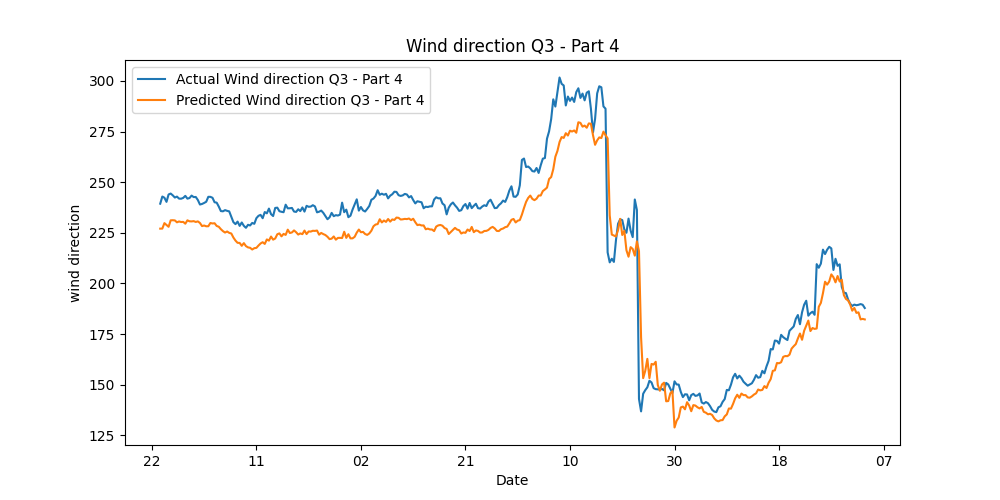 Wind direction Q3 - Part 4
Actual Wind direction Q3 - Part 4
Predicted Wind direction Q3 - Part 4
wind direction
300
275
250
225
200
175
150
125
22 11 02 21 10 30 18 07
Date